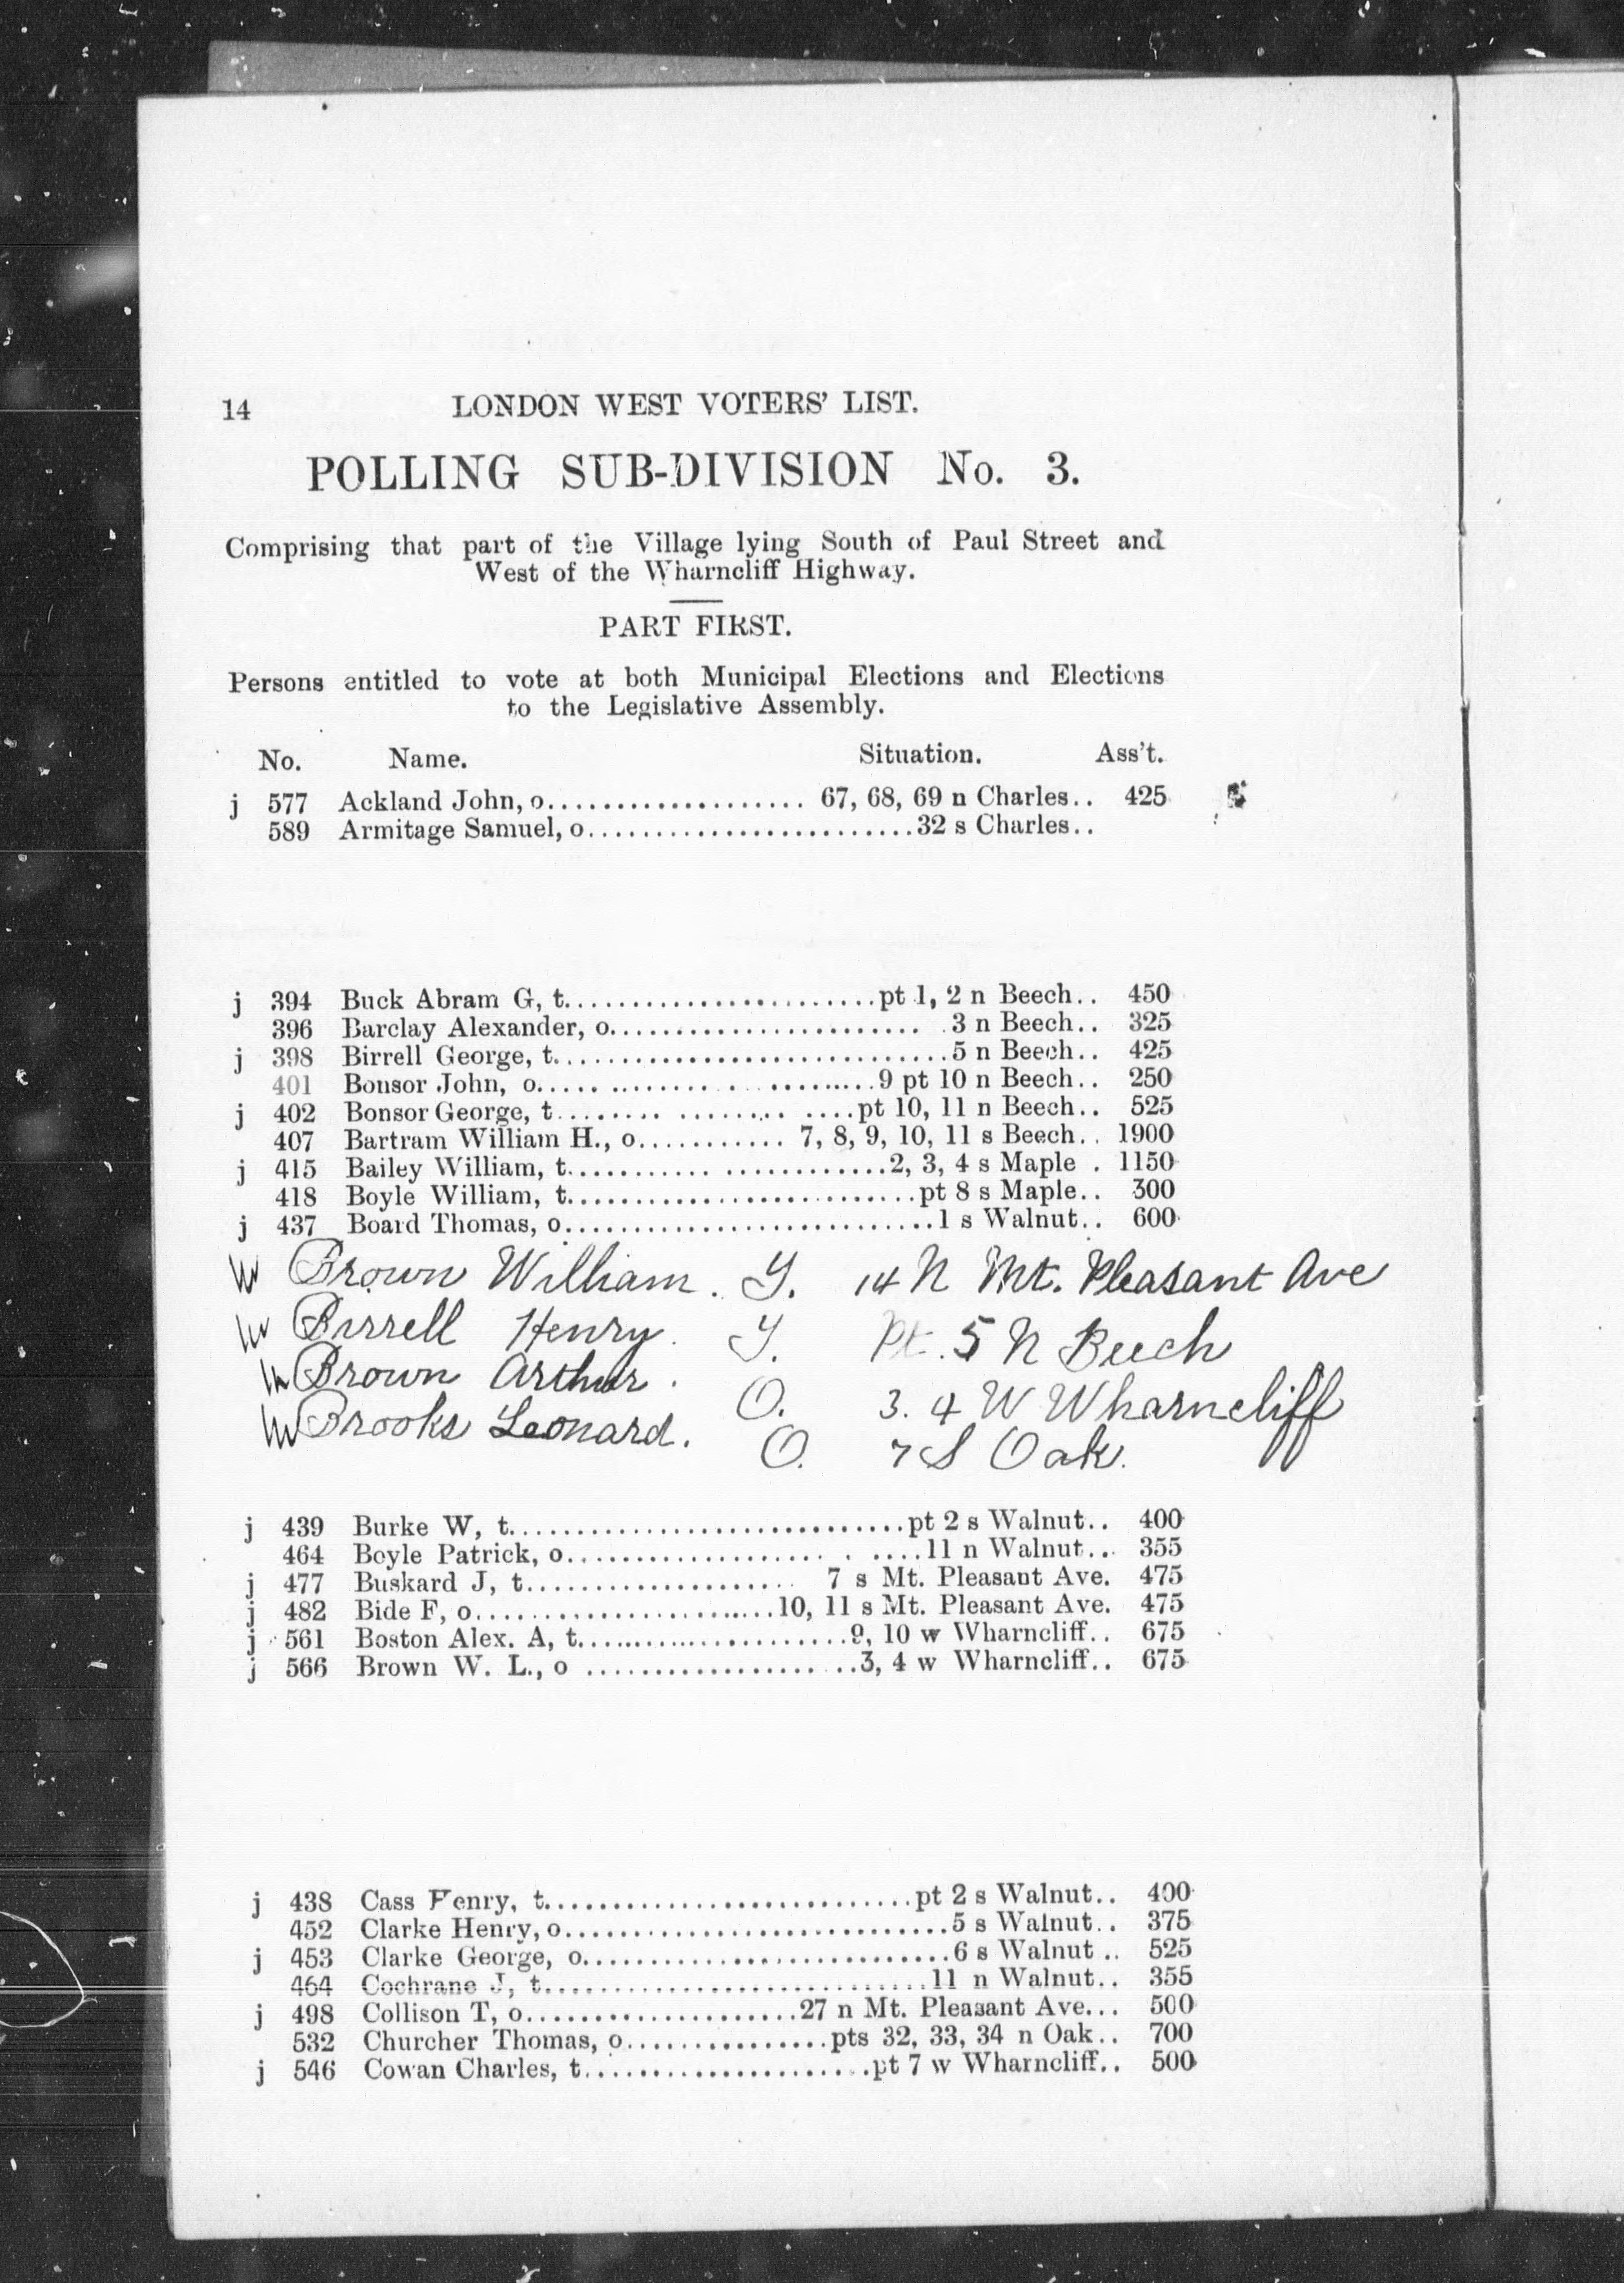 14 LONDON WEST VOTERS' LIST.
POLLING SUB-DIVISION No. 3.
Comprising that part of the Village lying South of Paul Street and
West of the Wharncliff Highway.
PART FIRST.
Persons entitled to vote at both Municipal Elections and Elections
to the Legislative Assembly.
No. Name. Situation. Ass't.
j 577 Ackland John, o................... 67, 68, 69 n Charles.. 425
589 Armitage Samuel, o........................32 s Charles..
j 394 Buck Abram G, t.......................pt 1, 2 n Beech.. 450
396 Barclay Alexander, o....................... 3 n Beech.. 325
j 398 Birrell George, t.............................5 n Beech.. 425
401 Bonsor John, o..... ......... . ........9 pt 10 n Beech.. 250
j 402 Bonsor George, t........ ........ ....pt 10, 11 n Beech.. 525
407 Bartram William H., o........... 7, 8, 9, 10, 11 s Beech.. 1900
j 415 Bailey William, t........... ............2, 3, 4 s Maple . 1150
418 Boyle William, t.........................pt 8 s Maple.. 300
j 437 Board Thomas, o...........................1 s Walnut.. 600
Brown William. Y. 14 N Mt. Pleasant Ave
Birrell Henry. Y. Pt. 5 N Beech
Brown Arthur. O. 3. 4 W Wharncliff
Brooks Leonard. O. 7 S Oak.
j 439 Burke W, t.............................pt 2 s Walnut.. 400
464 Boyle Patrick, o................... . ....11 n Walnut... 355
j 477 Buskard J, t.................... 7 s Mt. Pleasant Ave. 475
j 482 Bide F, o......................10, 11 s Mt. Pleasant Ave. 475
j 561 Boston Alex. A, t....................9, 10 w Wharncliff.. 675
j 566 Brown W. L., o ....................3, 4 w Wharncliff.. 675
j 438 Cass Henry, t...........................pt 2 s Walnut.. 400
452 Clarke Henry, o............................5 s Walnut.. 375
j 453 Clarke George, o...........................6 s Walnut .. 525
464 Cochrane J, t.............................11 n Walnut.. 355
j 498 Collison T, o....................27 n Mt. Pleasant Ave... 500
532 Churcher Thomas, o...............pts 32, 33, 34 n Oak.. 700
j 546 Cowan Charles, t.....................pt 7 w Wharncliff.. 500